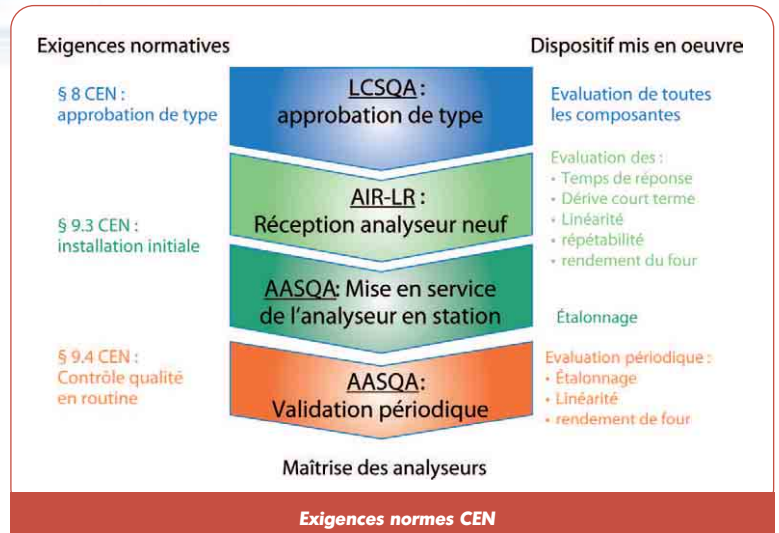 Exigences normatives
Dispositif mis en oeuvre
§ 8 CEN :
approbation de type
LCSQA :
approbation de type
Evaluation de toutes
les composantes
§ 9.3 CEN :
installation initiale
AIR-LR :
Réception analyseur neuf
Evaluation des :
• Temps de réponse
• Dérive court terme
• Linéarité
• répétabilité
• rendement du four
AASQA: Mise en service
de l'analyseur en station
Étalonnage
§ 9.4 CEN :
Contrôle qualité
en routine
AASQA:
Validation périodique
Evaluation périodique :
• Étalonnage
• Linéarité
• rendement de four
Maîtrise des analyseurs
Exigences normes CEN